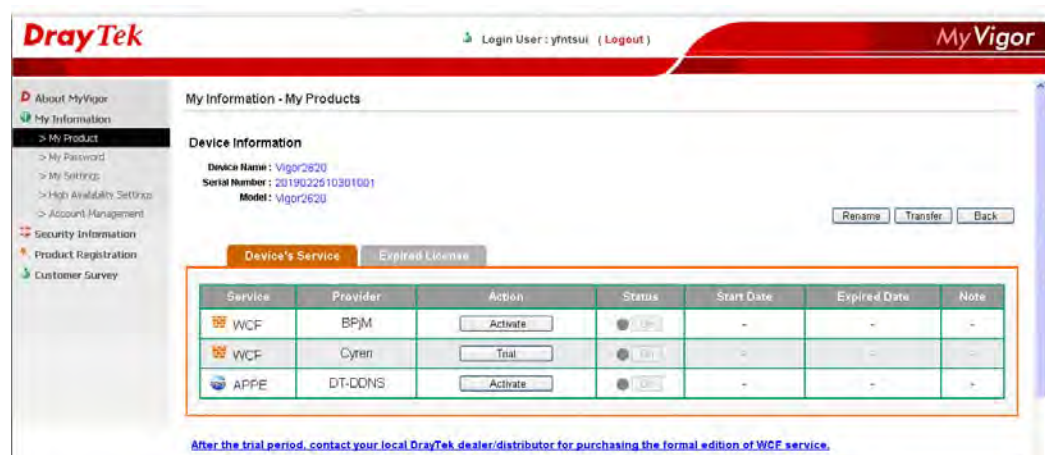 DrayTek
Login User : yfntsui ( Logout )
MyVigor
About MyVigor
My Information
> My Product
> My Password
> My Settings
> High Availability Settings
> Account Management
Security Information
Product Registration
Customer Survey
My Information - My Products
Device Information
Device Name : Vigor2620
Serial Number : 2019022510301001
Model : Vigor2620
Rename Transfer Back
Device's Service Expired License
Service Provider Action Status Start Date Expired Date Note
WCF BPjM Activate On - - -
WCF Cyren Trial On - - -
APPE DT-DDNS Activate On - - -
After the trial period, contact your local DrayTek dealer/distributor for purchasing the formal edition of WCF service.